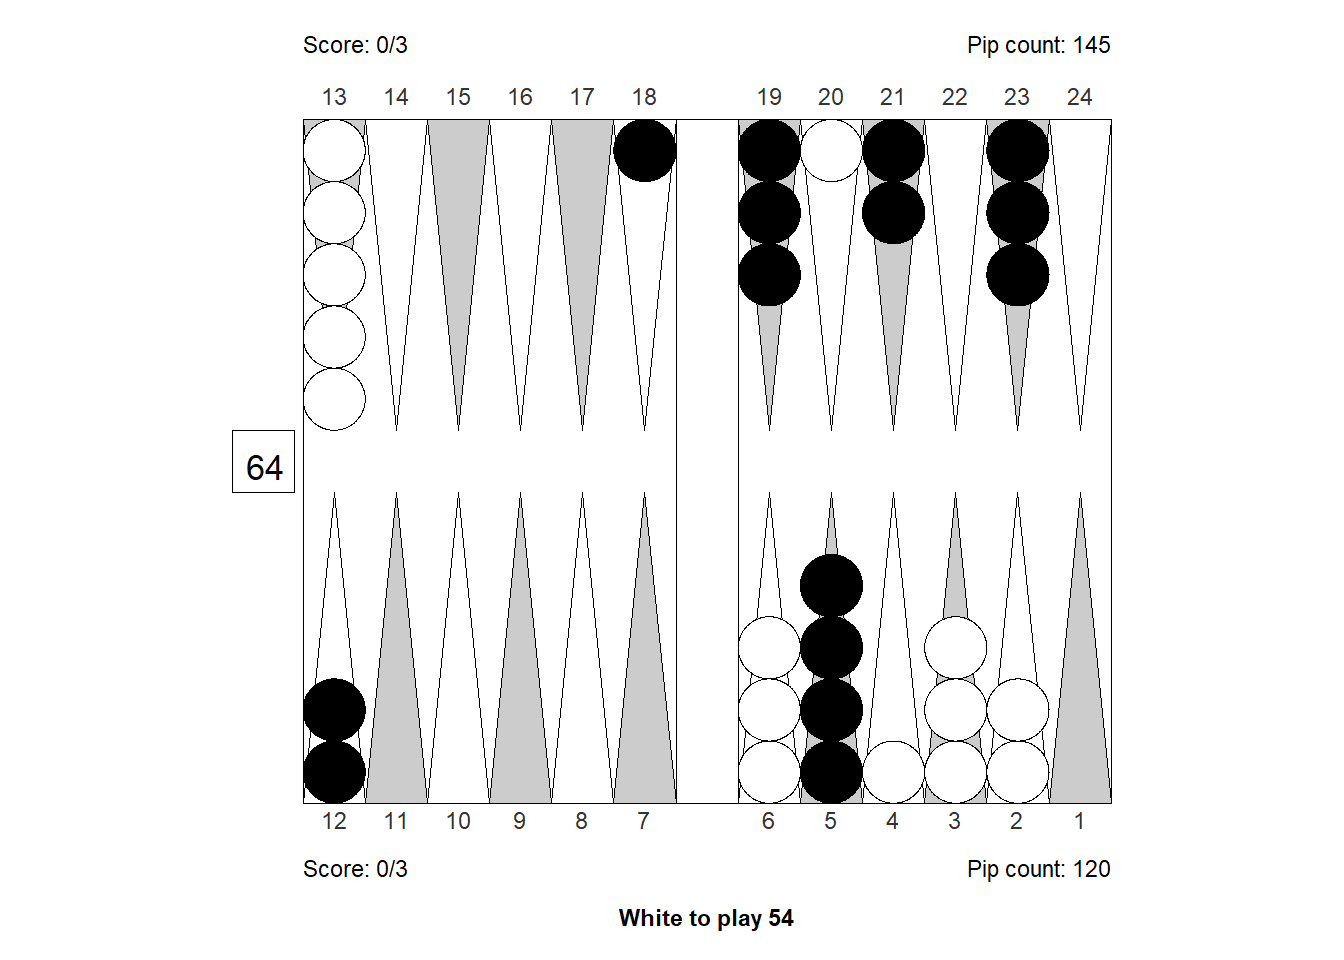 Score: 0/3 Pip count: 145
13 14 15 16 17 18 19 20 21 22 23 24
64
12 11 10 9 8 7 6 5 4 3 2 1
Score: 0/3 Pip count: 120
White to play 54